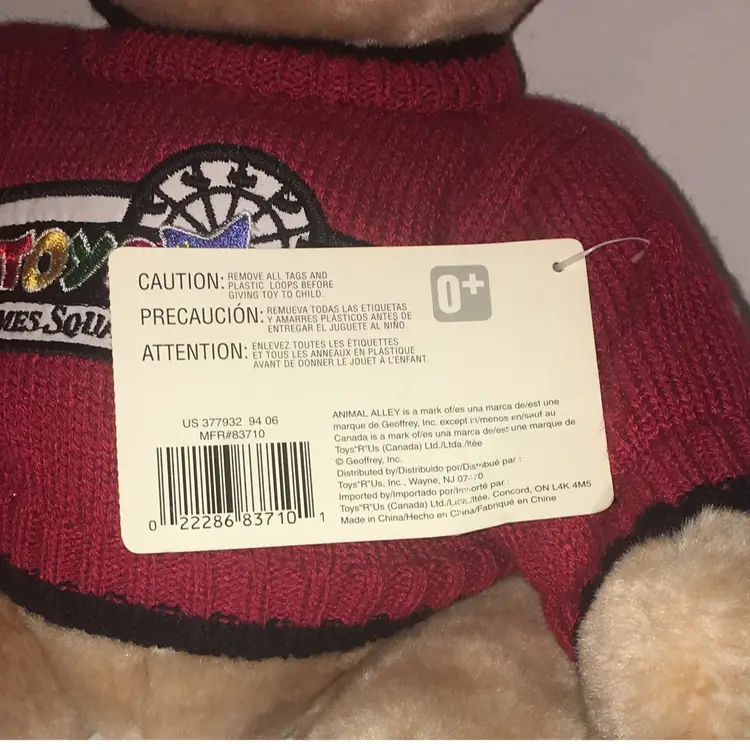 TOYS
MES SQU
CAUTION: REMOVE ALL TAGS AND
PLASTIC LOOPS BEFORE
GIVING TOY TO CHILD.
0+
PRECAUCIÓN: REMUEVA TODAS LAS ETIQUETAS
Y AMARRES PLÁSTICOS ANTES DE
ENTREGAR EL JUGUETE AL NIÑO
ATTENTION: ENLEVEZ TOUTES LES ÉTIQUETTES
ET TOUS LES ANNEAUX EN PLASTIQUE
AVANT DE DONNER LE JOUET À L'ENFANT.
US 377932 94 06
MFR#83710
0 22286 83710 1
ANIMAL ALLEY is a mark of/es una marca de/est une
marque de Geoffrey, Inc. except in/menos en/sauf au
Canada is a mark of/es una marca de/est une marque de
Toys"R"Us (Canada) Ltd./Ltda./ltée
© Geoffrey, Inc.
Distributed by/Distribuido por/Distribué par :
Toys"R"Us, Inc., Wayne, NJ
Imported by/Importado por/Importé par :
Toys"R"Us (Canada) Ltd./Ltda./ltée, Concord, ON L4K 4M5
Made in China/Hecho en China/Fabriqué en Chine